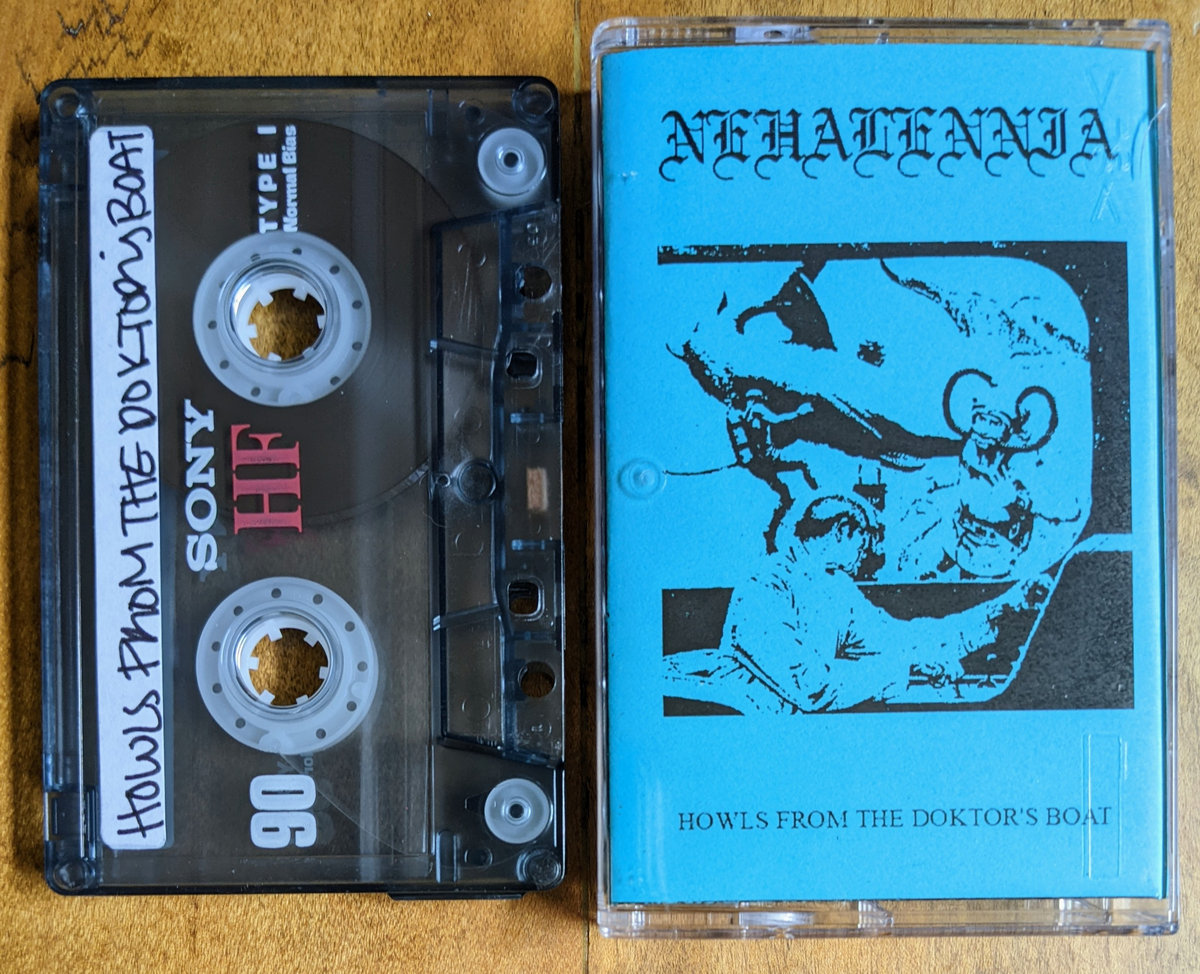 HOWLS FROM THE DOKTOR'S BOAT
TYPE I
Normal Bias
SONY
HF
90
NEHALENNIA
HOWLS FROM THE DOKTOR'S BOAT